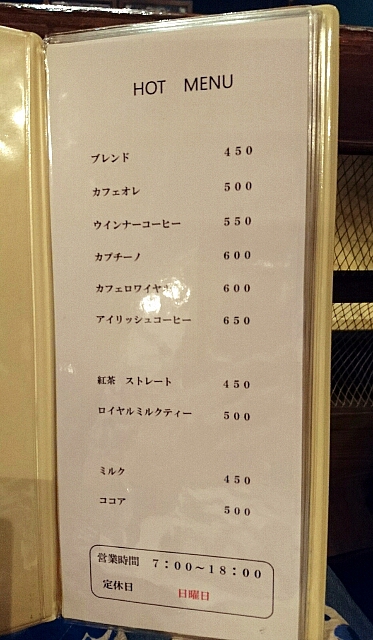 HOT MENU
ブレンド 450
カフェオレ 500
ウインナーコーヒー 550
カプチーノ 600
カフェロワイヤル 600
アイリッシュコーヒー 650
紅茶 ストレート 450
ロイヤルミルクティー 500
ミルク 450
ココア 500
営業時間 7:00～18:00
定休日 日曜日